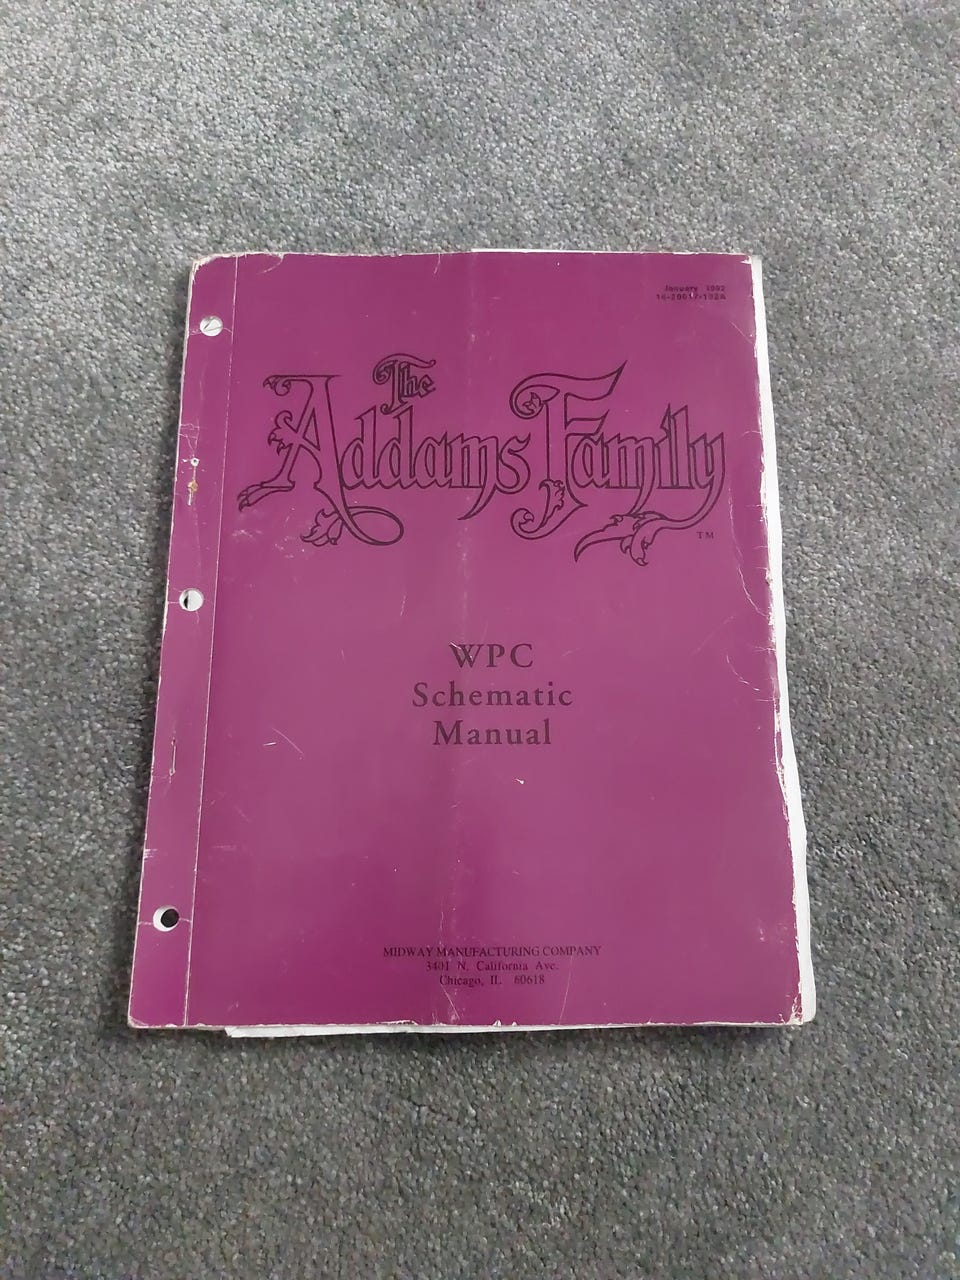 January 1992
The
Addams Family
TM
WPC
Schematic
Manual
MIDWAY MANUFACTURING COMPANY
3401 N. California Ave.
Chicago, IL 60618